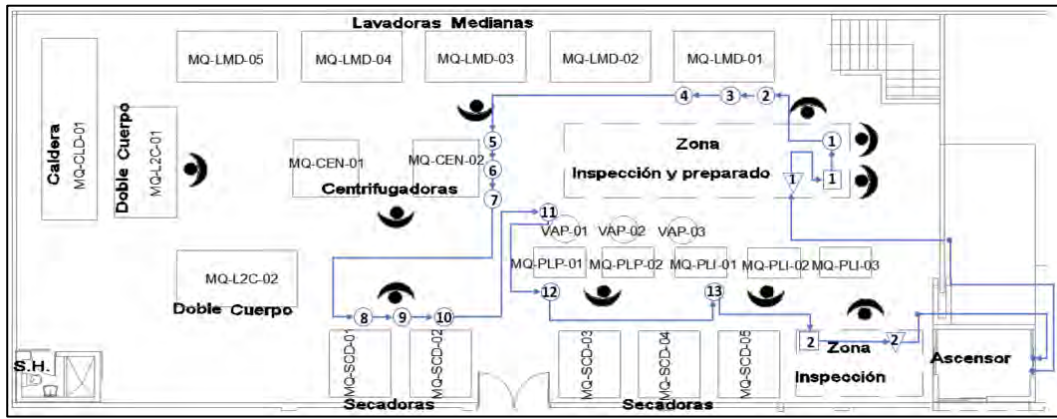 Lavadoras Medianas
MQ-LMD-05
MQ-LMD-04
MQ-LMD-03
MQ-LMD-02
MQ-LMD-01
4
3
2
Caldera
MQ-CLD-01
Doble Cuerpo
MQ-L2C-01
5
6
7
MQ-CEN-01
MQ-CEN-02
Centrifugadoras
Zona
Inspección y preparado
1
1
1
11
VAP-01
VAP-02
VAP-03
MQ-PLP-01
MQ-PLP-02
MQ-PLI-01
MQ-PLI-02
MQ-PLI-03
12
13
MQ-L2C-02
Doble Cuerpo
8
9
10
MQ-SCD-01
MQ-SCD-02
MQ-SCD-03
MQ-SCD-04
MQ-SCD-05
2
2
Zona
Inspección
Ascensor
S.H.
Secadoras
Secadoras